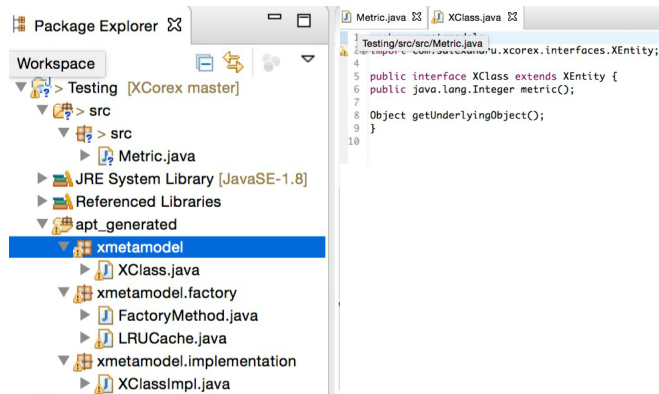 Package Explorer
Workspace
> Testing [XCorex master]
> src
> src
Metric.java
JRE System Library [JavaSE-1.8]
Referenced Libraries
apt_generated
xmetamodel
XClass.java
xmetamodel.factory
FactoryMethod.java
LRUCache.java
xmetamodel.implementation
XClassImpl.java
Metric.java XClass.java
1
Testing/src/src/Metric.java
2 import com.salexandru.xcorex.interfaces.XEntity;
4
5 public interface XClass extends XEntity {
6 public java.lang.Integer metric();
7
8 Object getUnderlyingObject();
9 }
10